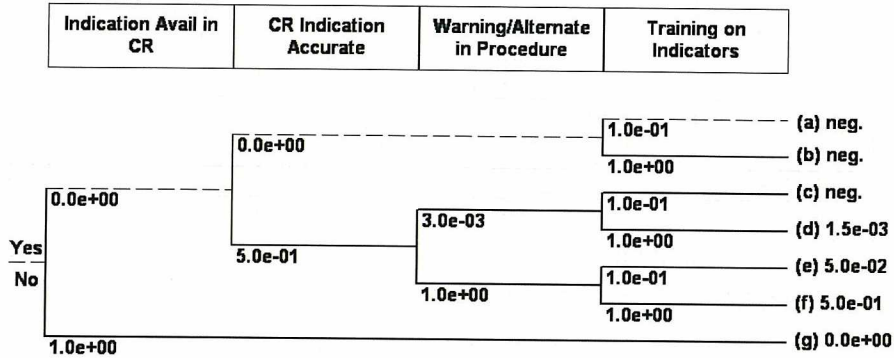 Indication Avail in CR
CR Indication Accurate
Warning/Alternate in Procedure
Training on Indicators
1.0e-01
(a) neg.
0.0e+00
1.0e+00
(b) neg.
0.0e+00
1.0e-01
(c) neg.
3.0e-03
1.0e+00
(d) 1.5e-03
Yes
5.0e-01
1.0e-01
(e) 5.0e-02
No
1.0e+00
1.0e+00
(f) 5.0e-01
1.0e+00
(g) 0.0e+00